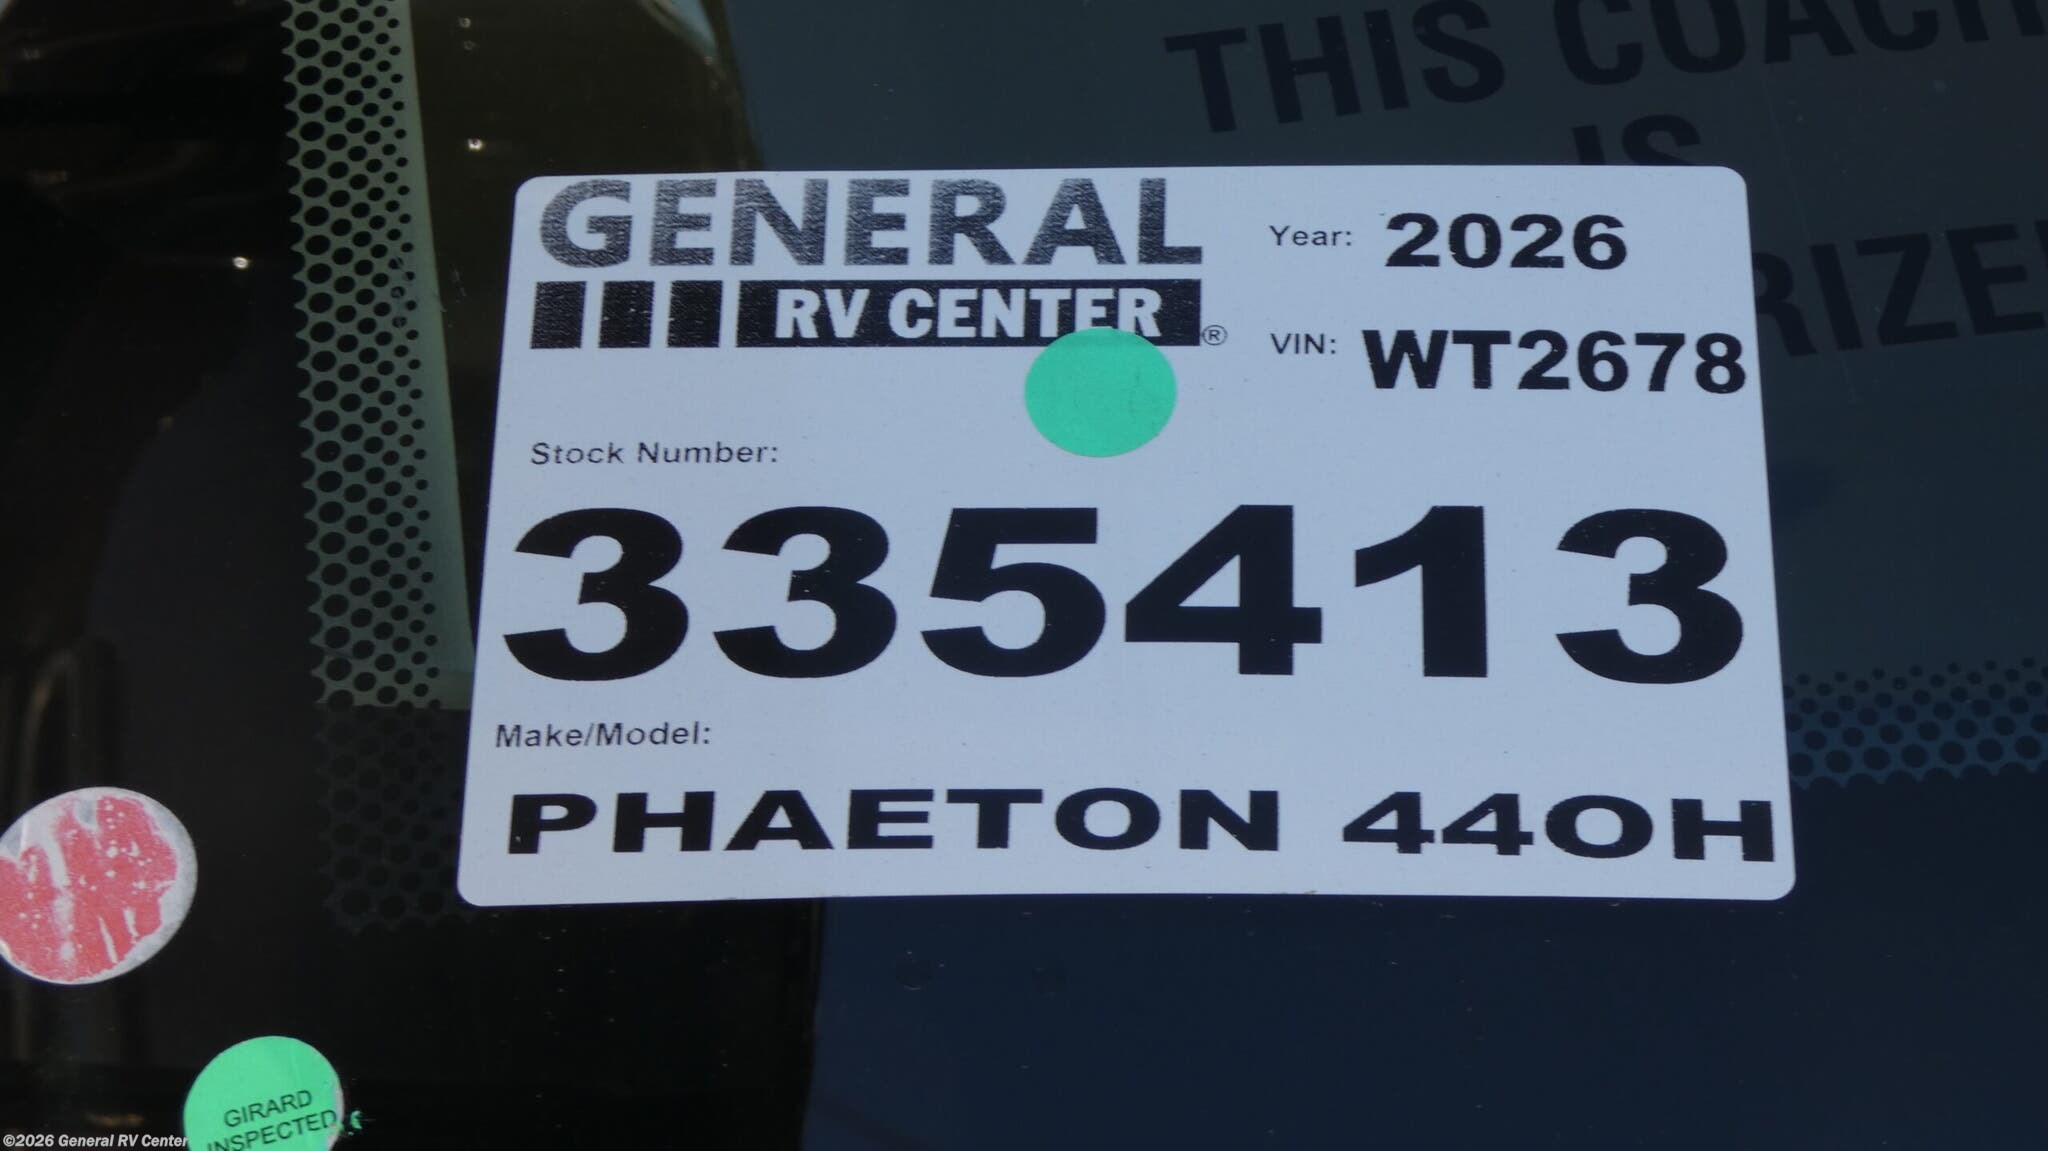 THIS COACH
IS
RIZE
GENERAL
RV CENTER®
Year: 2026
VIN: WT2678
Stock Number:
335413
Make/Model:
PHAETON 44OH
GIRARD
INSPECTED
©2026 General RV Center